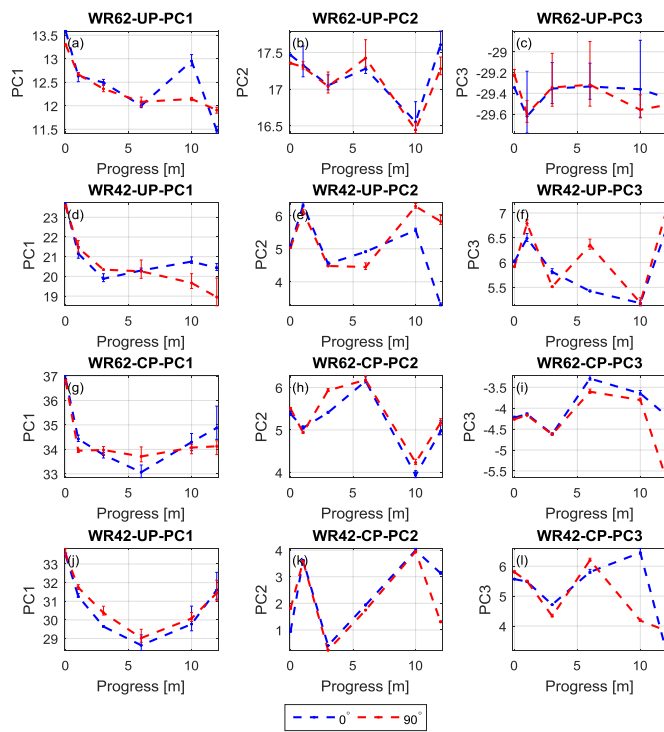 WR62-UP-PC1 WR62-UP-PC2 WR62-UP-PC3
(a) (b) (c)
PC1 PC2 PC3
13.5 13 12.5 12 11.5
17.5 17 16.5
-29 -29.2 -29.4 -29.6
0 5 10 0 5 10 0 5 10
Progress [m] Progress [m] Progress [m]
WR42-UP-PC1 WR42-UP-PC2 WR42-UP-PC3
(d) (e) (f)
PC1 PC2 PC3
23 22 21 20 19
6 5 4
7 6.5 6 5.5
0 5 10 0 5 10 0 5 10
Progress [m] Progress [m] Progress [m]
WR62-CP-PC1 WR62-CP-PC2 WR62-CP-PC3
(g) (h) (i)
PC1 PC2 PC3
37 36 35 34 33
6 5 4
-3.5 -4 -4.5 -5 -5.5
0 5 10 0 5 10 0 5 10
Progress [m] Progress [m] Progress [m]
WR42-UP-PC1 WR42-CP-PC2 WR42-CP-PC3
(j) (k) (l)
PC1 PC2 PC3
33 32 31 30 29
4 3 2 1
6 5 4
0 5 10 0 5 10 0 5 10
Progress [m] Progress [m] Progress [m]
0° 90°